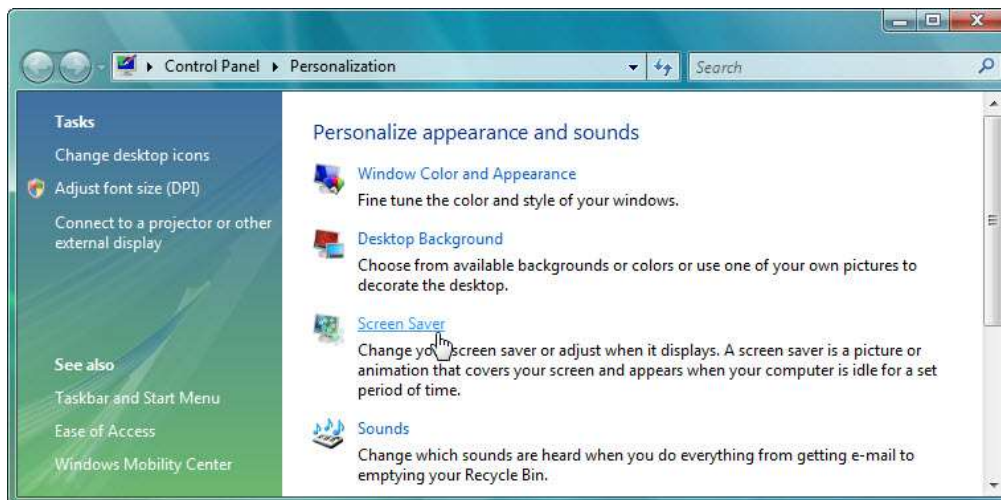 Control Panel Personalization
Search
Tasks
Change desktop icons
Adjust font size (DPI)
Connect to a projector or other
external display
See also
Taskbar and Start Menu
Ease of Access
Windows Mobility Center
Personalize appearance and sounds
Window Color and Appearance
Fine tune the color and style of your windows.
Desktop Background
Choose from available backgrounds or colors or use one of your own pictures to
decorate the desktop.
Screen Saver
Change your screen saver or adjust when it displays. A screen saver is a picture or
animation that covers your screen and appears when your computer is idle for a set
period of time.
Sounds
Change which sounds are heard when you do everything from getting e-mail to
emptying your Recycle Bin.